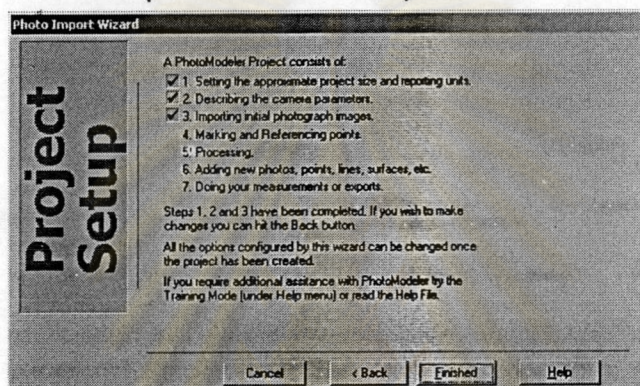 Photo Import Wizard
Project
Setup
A PhotoModeler Project consists of:
1. Setting the approximate project size and reporting units.
2. Describing the camera parameters.
3. Importing initial photograph images.
4. Marking and Referencing points.
5. Processing.
6. Adding new photos, points, lines, surfaces, etc.
7. Doing your measurements or exports.
Steps 1, 2 and 3 have been completed. If you wish to make
changes you can hit the Back button
All the options configured by this wizard can be changed once
the project has been created.
If you require additional assitance with PhotoModeler try the
Training Mode (under Help menu) or read the Help File.
Cancel
< Back
Finished
Help